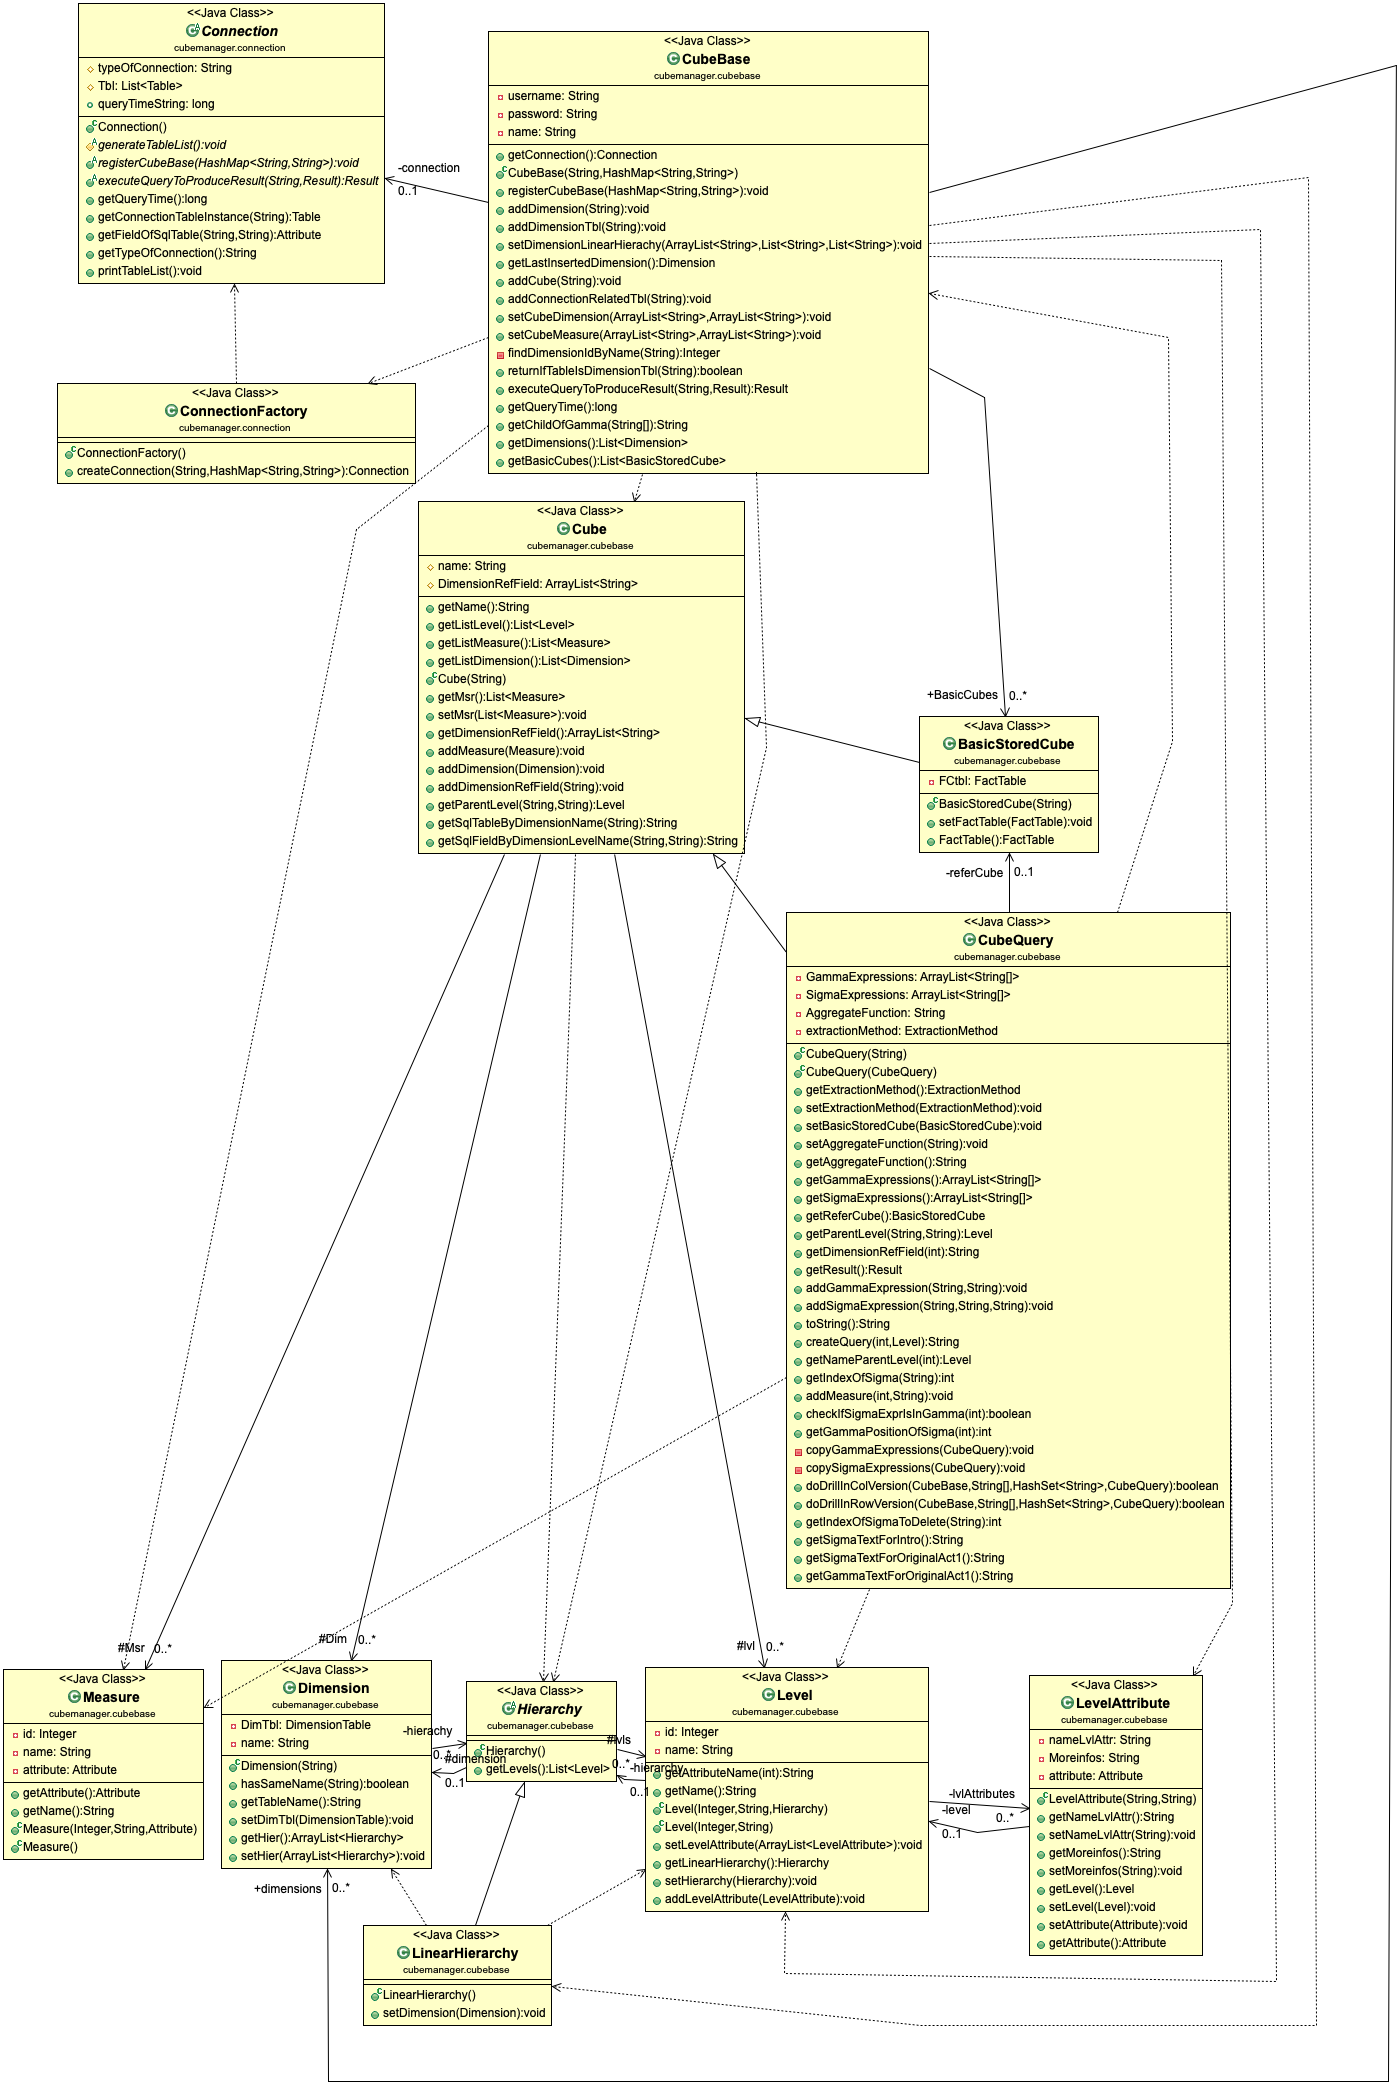 <<Java Class>>
Connection
cubemanager.connection
typeOfConnection: String
Tbl: List<Table>
queryTimeString: long
Connection()
generateTableList():void
registerCubeBase(HashMap<String,String>):void
executeQueryToProduceResult(String,Result):Result
getQueryTime():long
getConnectionTableInstance(String):Table
getFieldOfSqlTable(String,String):Attribute
getTypeOfConnection():String
printTableList():void
<<Java Class>>
CubeBase
cubemanager.cubebase
username: String
password: String
name: String
getConnection():Connection
CubeBase(String,HashMap<String,String>)
registerCubeBase(HashMap<String,String>):void
addDimension(String):void
addDimensionTbl(String):void
setDimensionLinearHierachy(ArrayList<String>,List<String>,List<String>):void
getLastInsertedDimension():Dimension
addCube(String):void
addConnectionRelatedTbl(String):void
setCubeDimension(ArrayList<String>,ArrayList<String>):void
setCubeMeasure(ArrayList<String>,ArrayList<String>):void
findDimensionIdByName(String):Integer
returnIfTableIsDimensionTbl(String):boolean
executeQueryToProduceResult(String,Result):Result
getQueryTime():long
getChildOfGamma(String[]):String
getDimensions():List<Dimension>
getBasicCubes():List<BasicStoredCube>
-connection
0..1
<<Java Class>>
ConnectionFactory
cubemanager.connection
ConnectionFactory()
createConnection(String,HashMap<String,String>):Connection
<<Java Class>>
Cube
cubemanager.cubebase
name: String
DimensionRefField: ArrayList<String>
getName():String
getListLevel():List<Level>
getListMeasure():List<Measure>
getListDimension():List<Dimension>
Cube(String)
getMsr():List<Measure>
setMsr(List<Measure>):void
getDimensionRefField():ArrayList<String>
addMeasure(Measure):void
addDimension(Dimension):void
addDimensionRefField(String):void
getParentLevel(String,String):Level
getSqlTableByDimensionName(String):String
getSqlFieldByDimensionLevelName(String,String):String
+BasicCubes 0..*
<<Java Class>>
BasicStoredCube
cubemanager.cubebase
FCtbl: FactTable
BasicStoredCube(String)
setFactTable(FactTable):void
FactTable():FactTable
-referCube 0..1
<<Java Class>>
CubeQuery
cubemanager.cubebase
GammaExpressions: ArrayList<String[]>
SigmaExpressions: ArrayList<String[]>
AggregateFunction: String
extractionMethod: ExtractionMethod
CubeQuery(String)
CubeQuery(CubeQuery)
getExtractionMethod():ExtractionMethod
setExtractionMethod(ExtractionMethod):void
setBasicStoredCube(BasicStoredCube):void
setAggregateFunction(String):void
getAggregateFunction():String
getGammaExpressions():ArrayList<String[]>
getSigmaExpressions():ArrayList<String[]>
getReferCube():BasicStoredCube
getParentLevel(String,String):Level
getDimensionRefField(int):String
getResult():Result
addGammaExpression(String,String):void
addSigmaExpression(String,String,String):void
toString():String
createQuery(int,Level):String
getNameParentLevel(int):Level
getIndexOfSigma(String):int
addMeasure(int,String):void
checkIfSigmaExprIsInGamma(int):boolean
getGammaPositionOfSigma(int):int
copyGammaExpressions(CubeQuery):void
copySigmaExpressions(CubeQuery):void
doDrillInColVersion(CubeBase,String[],HashSet<String>,CubeQuery):boolean
doDrillInRowVersion(CubeBase,String[],HashSet<String>,CubeQuery):boolean
getIndexOfSigmaToDelete(String):int
getSigmaTextForIntro():String
getSigmaTextForOriginalAct1():String
getGammaTextForOriginalAct1():String
#Msr 0..*
#Dim 0..*
#lvl 0..*
<<Java Class>>
Measure
cubemanager.cubebase
id: Integer
name: String
attribute: Attribute
getAttribute():Attribute
getName():String
Measure(Integer,String,Attribute)
Measure()
<<Java Class>>
Dimension
cubemanager.cubebase
DimTbl: DimensionTable
name: String
Dimension(String)
hasSameName(String):boolean
getTableName():String
setDimTbl(DimensionTable):void
getHier():ArrayList<Hierarchy>
setHier(ArrayList<Hierarchy>):void
-hierachy
0..*
#dimension
0..1
<<Java Class>>
Hierarchy
cubemanager.cubebase
Hierarchy()
getLevels():List<Level>
#lvls
0..*
-hierarchy
0..1
<<Java Class>>
Level
cubemanager.cubebase
id: Integer
name: String
getAttributeName(int):String
getName():String
Level(Integer,String,Hierarchy)
Level(Integer,String)
setLevelAttribute(ArrayList<LevelAttribute>):void
getLinearHierarchy():Hierarchy
setHierarchy(Hierarchy):void
addLevelAttribute(LevelAttribute):void
-lvlAttributes
0..*
-level
0..1
<<Java Class>>
LevelAttribute
cubemanager.cubebase
nameLvlAttr: String
Moreinfos: String
attribute: Attribute
LevelAttribute(String,String)
getNameLvlAttr():String
setNameLvlAttr(String):void
getMoreinfos():String
setMoreinfos(String):void
getLevel():Level
setLevel(Level):void
setAttribute(Attribute):void
getAttribute():Attribute
+dimensions 0..*
<<Java Class>>
LinearHierarchy
cubemanager.cubebase
LinearHierarchy()
setDimension(Dimension):void